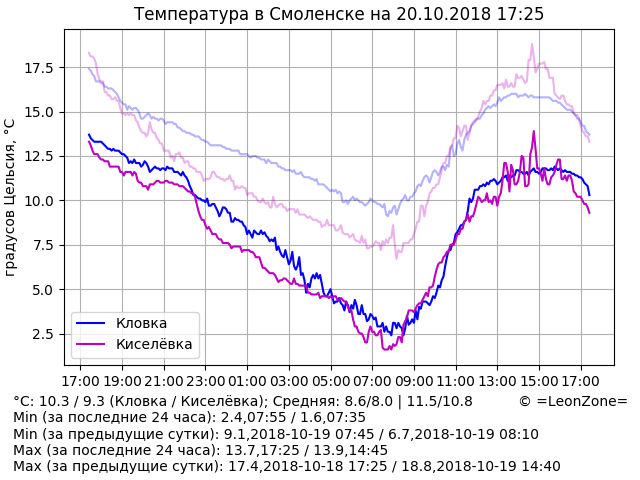 Температура в Смоленске на 20.10.2018 17:25
градусов Цельсия, °C
17.5
15.0
12.5
10.0
7.5
5.0
2.5
Кловка
Киселёвка
17:00 19:00 21:00 23:00 01:00 03:00 05:00 07:00 09:00 11:00 13:00 15:00 17:00
°C: 10.3 / 9.3 (Кловка / Киселёвка); Средняя: 8.6/8.0 | 11.5/10.8 © =LeonZone=
Min (за последние 24 часа): 2.4,07:55 / 1.6,07:35
Min (за предыдущие сутки): 9.1,2018-10-19 07:45 / 6.7,2018-10-19 08:10
Max (за последние 24 часа): 13.7,17:25 / 13.9,14:45
Max (за предыдущие сутки): 17.4,2018-10-18 17:25 / 18.8,2018-10-19 14:40